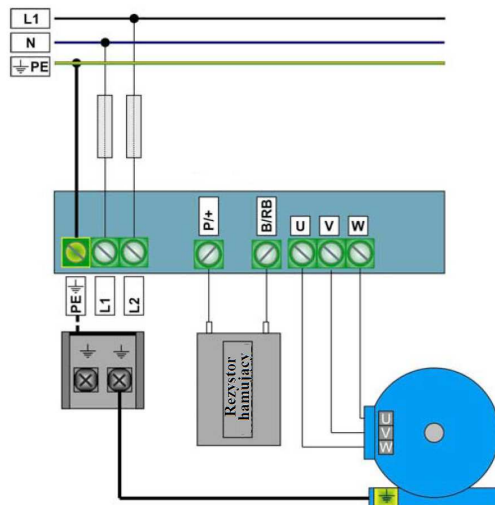 L1
N
⏚ PE
P/+
B/RB
U
V
W
PE ⏚
L1
L2
Rezystor
hamujący
U
V
W